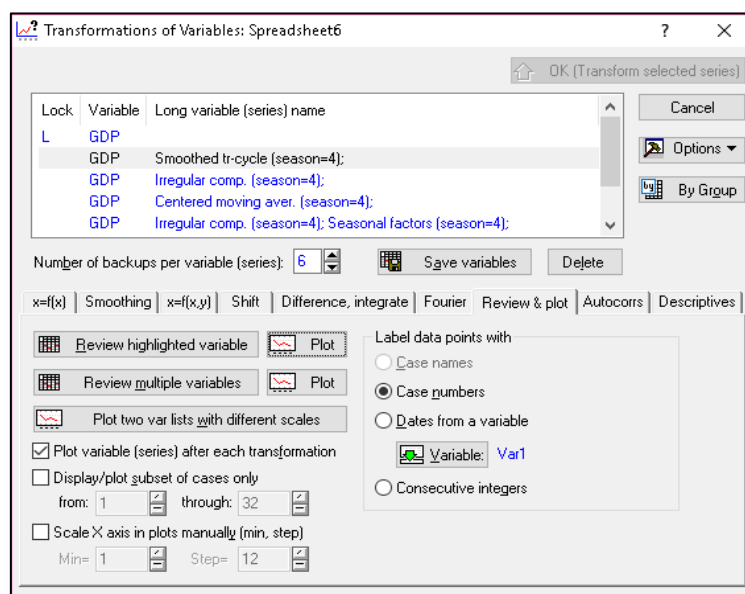 Transformations of Variables: Spreadsheet6
OK (Transform selected series)
Lock Variable Long variable (series) name
L GDP
GDP Smoothed tr-cycle (season=4);
GDP Irregular comp. (season=4);
GDP Centered moving aver. (season=4);
GDP Irregular comp. (season=4); Seasonal factors (season=4);
Cancel
Options
By Group
Number of backups per variable (series): 6
Save variables
Delete
x=f(x) Smoothing x=f(x,y) Shift Difference, integrate Fourier Review & plot Autocorrs Descriptives
Review highlighted variable Plot
Review multiple variables Plot
Plot two var lists with different scales
Plot variable (series) after each transformation
Display/plot subset of cases only
from: 1 through: 32
Scale X axis in plots manually (min, step)
Min= 1 Step= 12
Label data points with
Case names
Case numbers
Dates from a variable
Variable: Var1
Consecutive integers